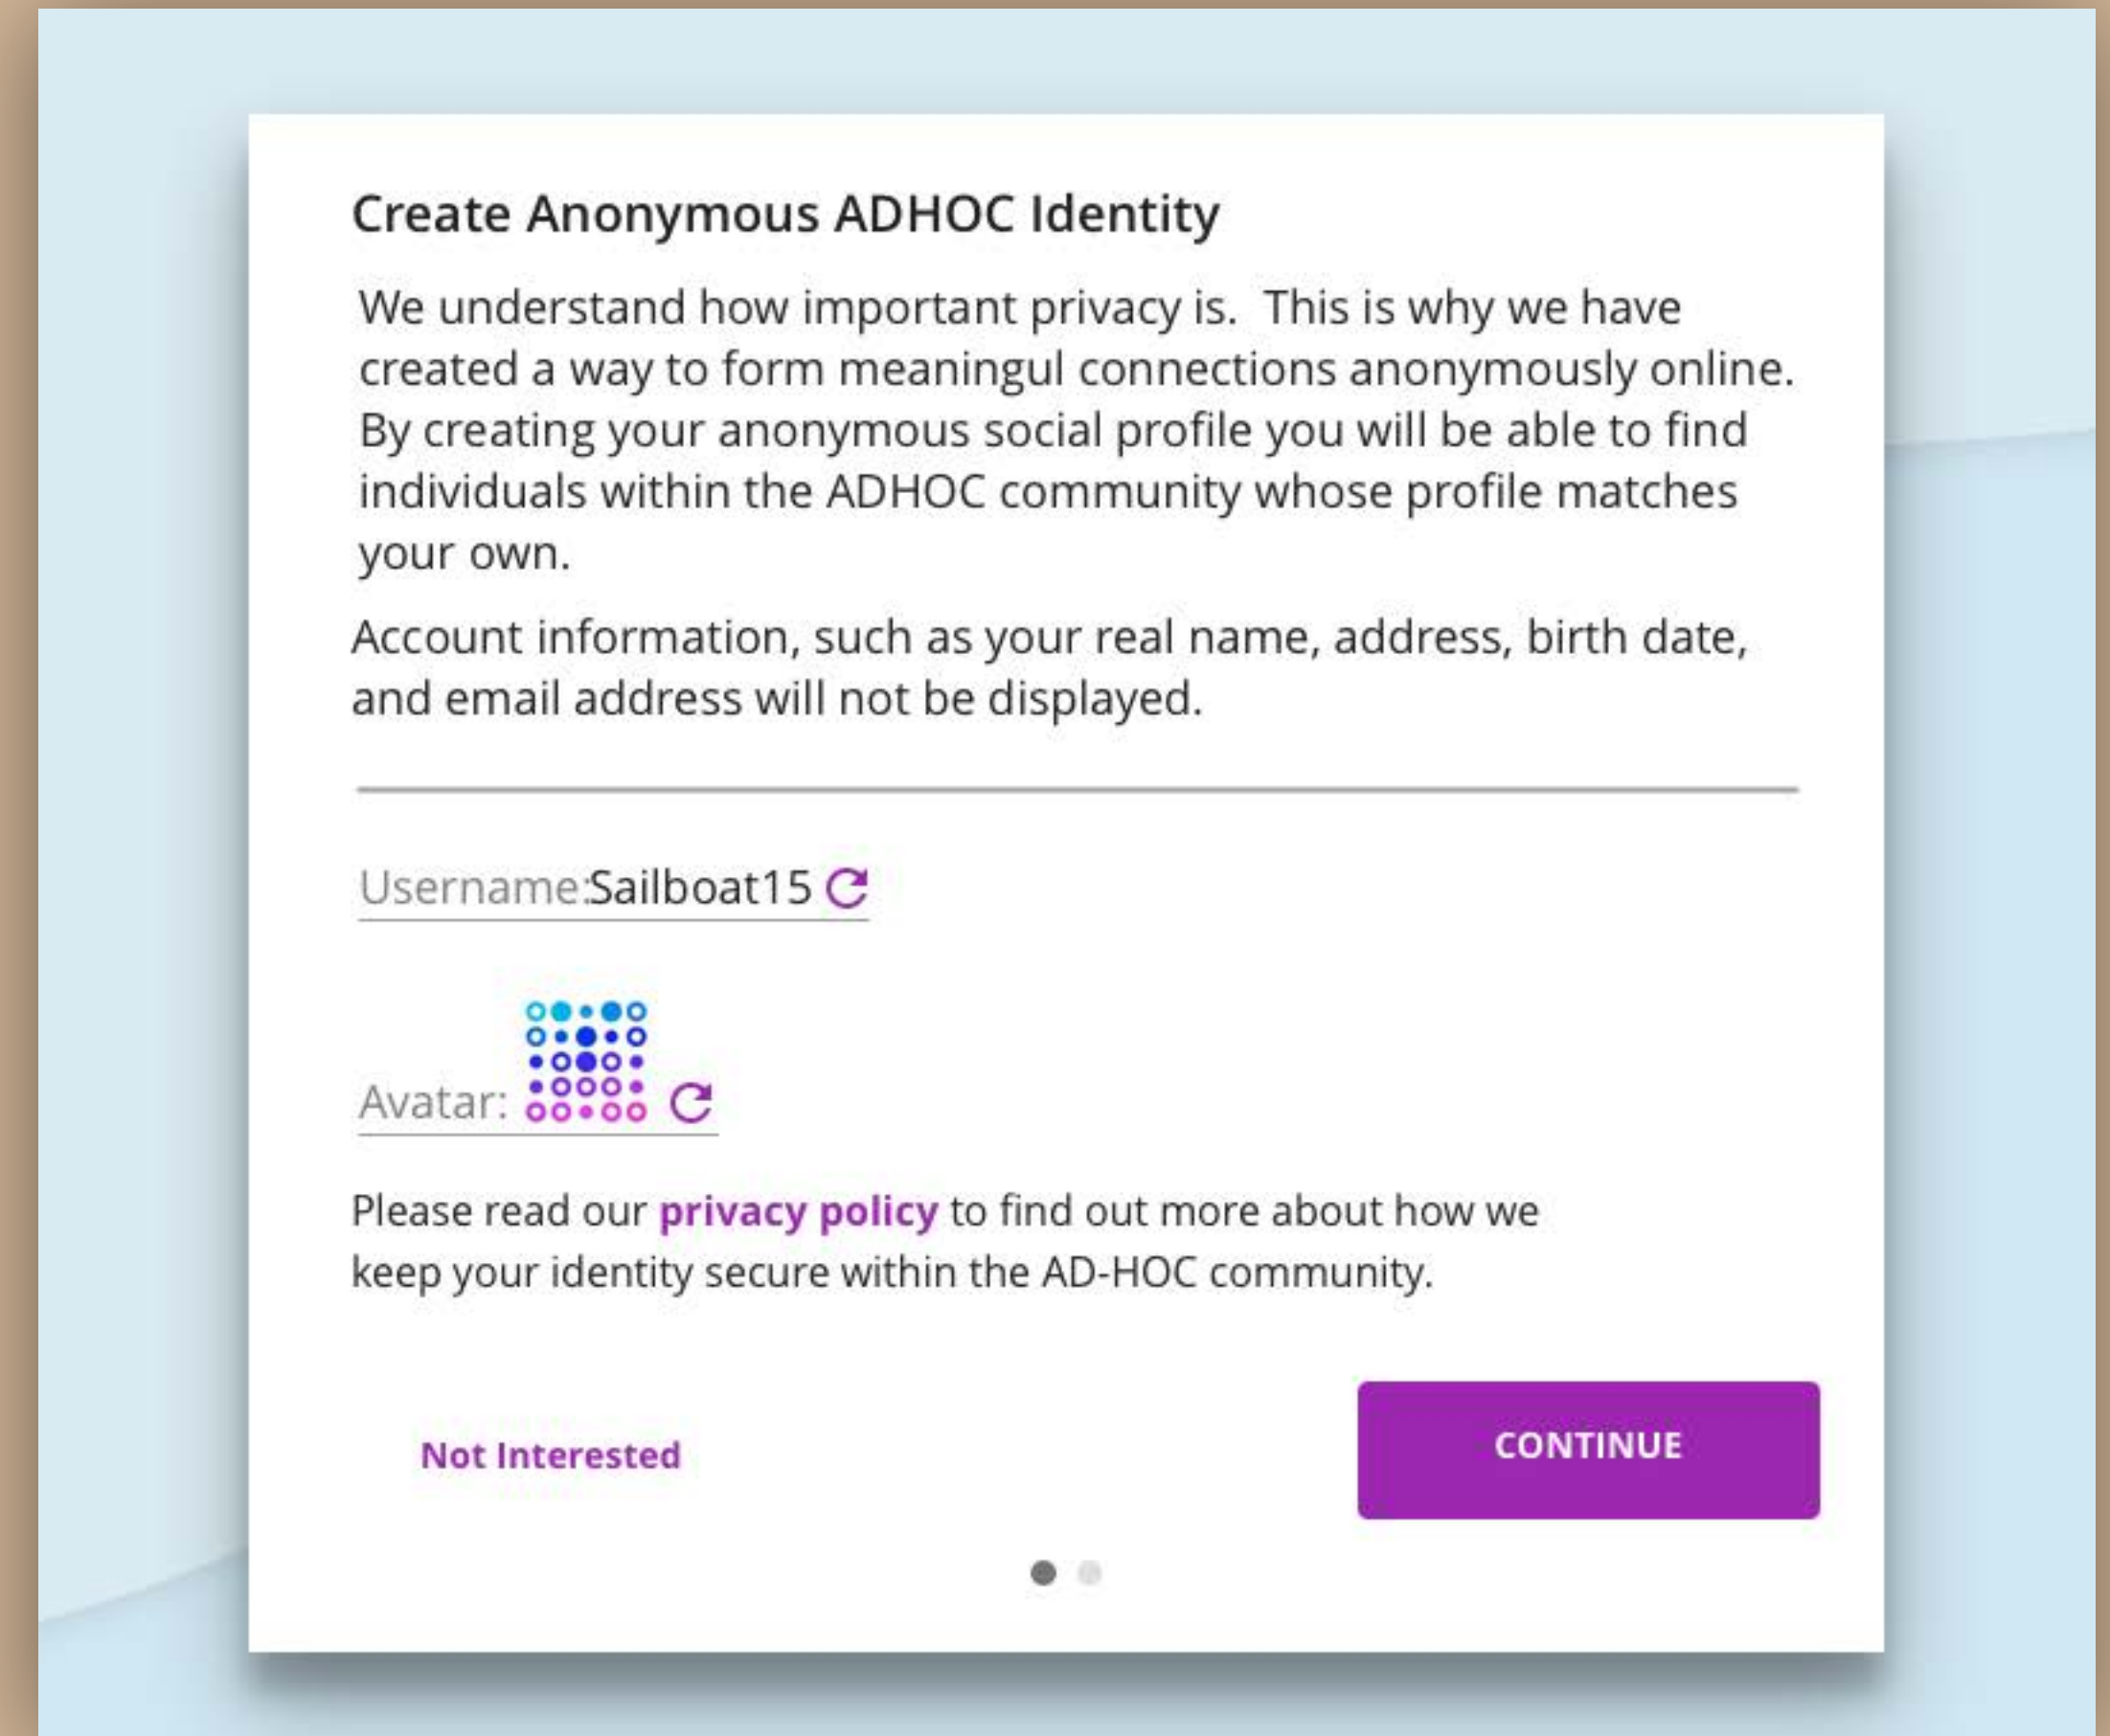 Create Anonymous ADHOC Identity
We understand how important privacy is.  This is why we have
created a way to form meaningul connections anonymously online.
By creating your anonymous social profile you will be able to find
individuals within the ADHOC community whose profile matches
your own.
Account information, such as your real name, address, birth date,
and email address will not be displayed.
Username:Sailboat15
Avatar:
Please read our privacy policy to find out more about how we
keep your identity secure within the AD-HOC community.
Not Interested
CONTINUE